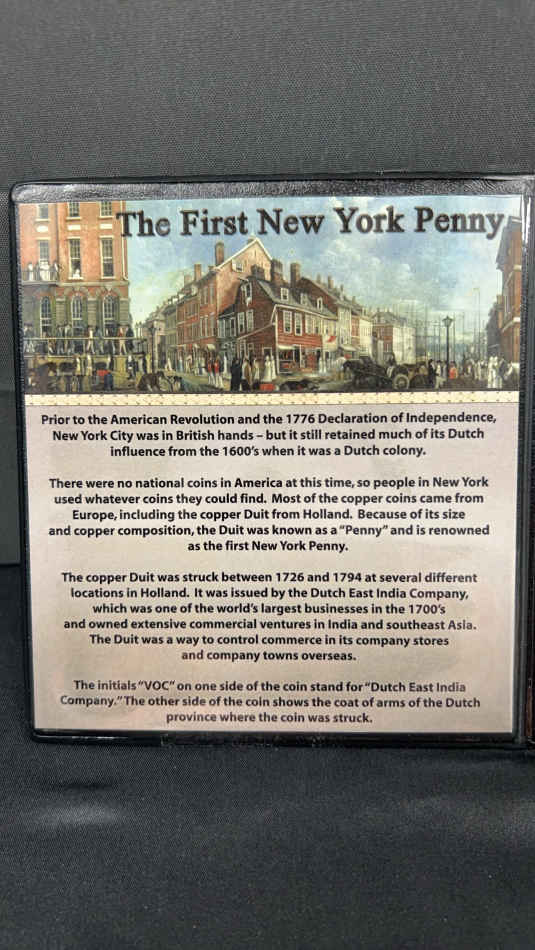 The First New York Penny
Prior to the American Revolution and the 1776 Declaration of Independence,
New York City was in British hands – but it still retained much of its Dutch
influence from the 1600's when it was a Dutch colony.
There were no national coins in America at this time, so people in New York
used whatever coins they could find. Most of the copper coins came from
Europe, including the copper Duit from Holland. Because of its size
and copper composition, the Duit was known as a “Penny” and is renowned
as the first New York Penny.
The copper Duit was struck between 1726 and 1794 at several different
locations in Holland. It was issued by the Dutch East India Company,
which was one of the world's largest businesses in the 1700's
and owned extensive commercial ventures in India and southeast Asia.
The Duit was a way to control commerce in its company stores
and company towns overseas.
The initials “VOC” on one side of the coin stand for “Dutch East India
Company.” The other side of the coin shows the coat of arms of the Dutch
province where the coin was struck.